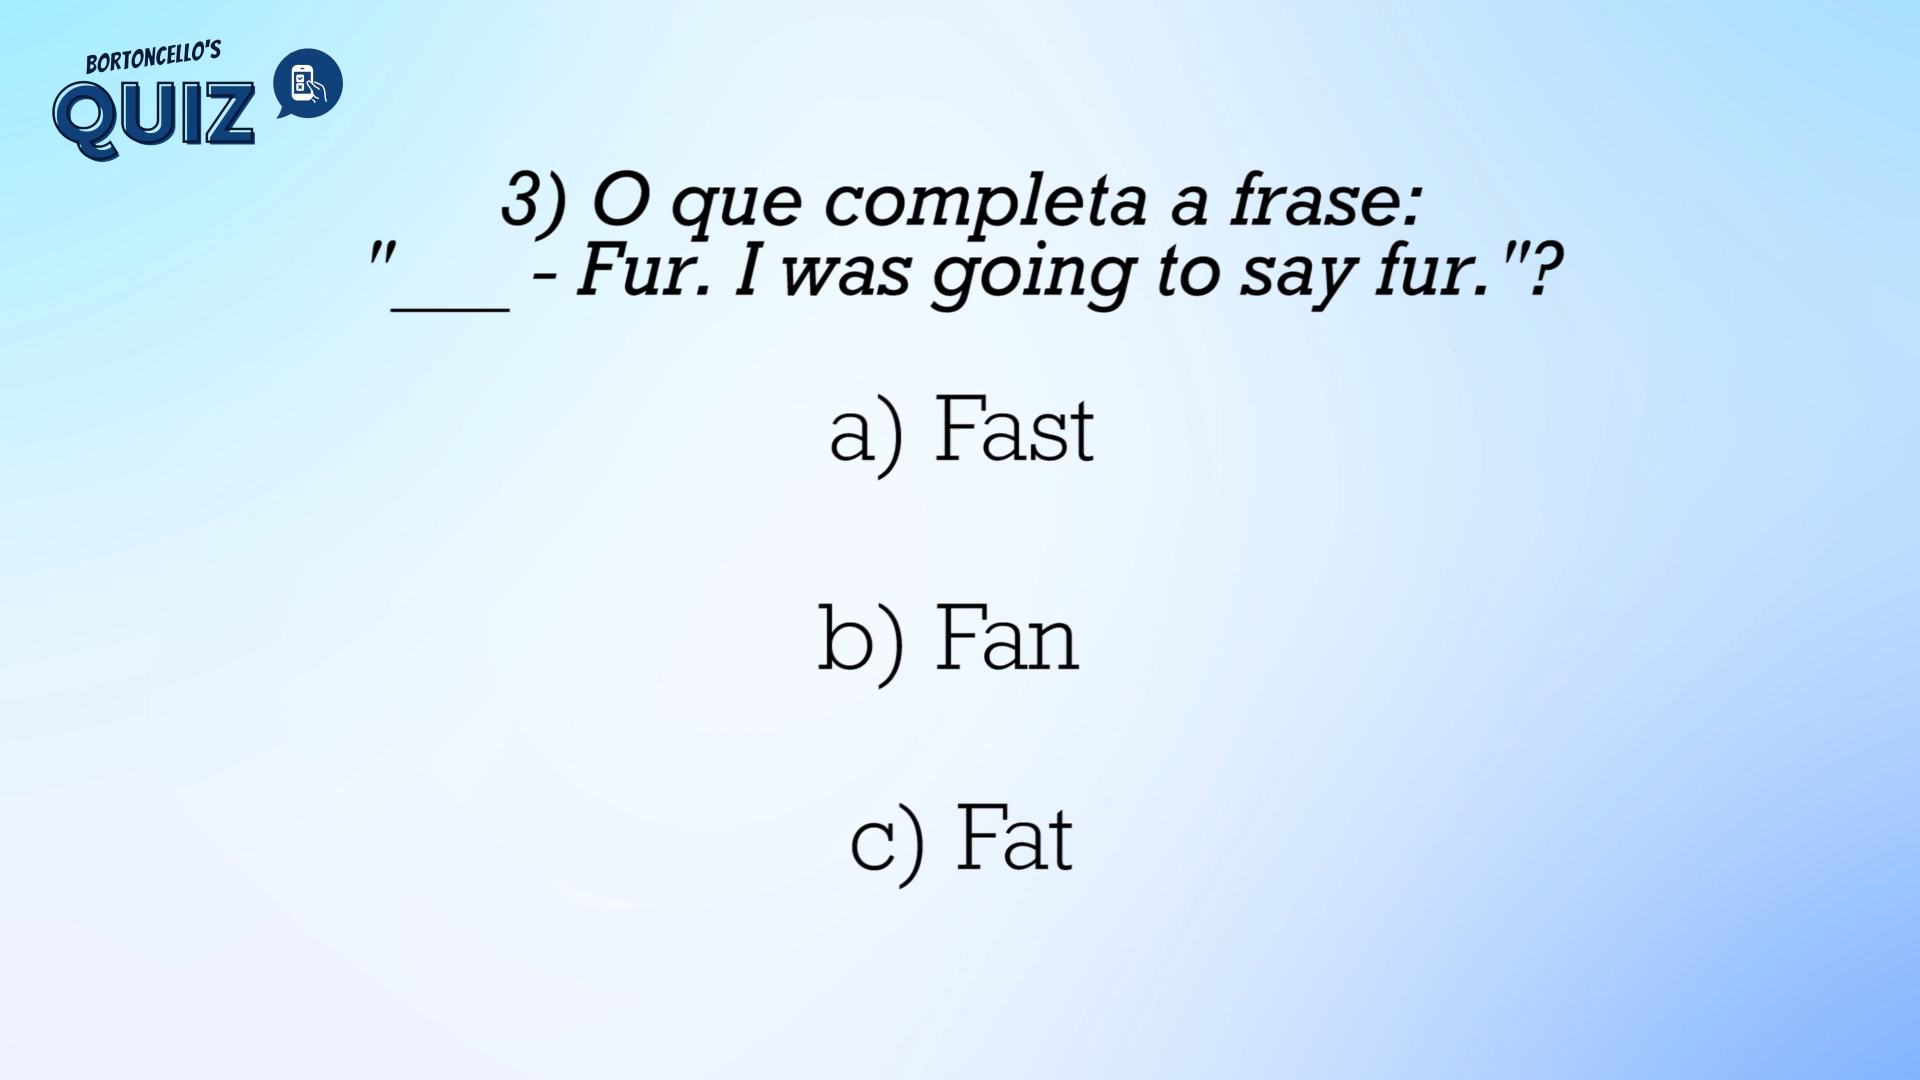 BORTONCELLO'S
QUIZ
3) O que completa a frase:
"___ - Fur. I was going to say fur."?
a) Fast
b) Fan
c) Fat